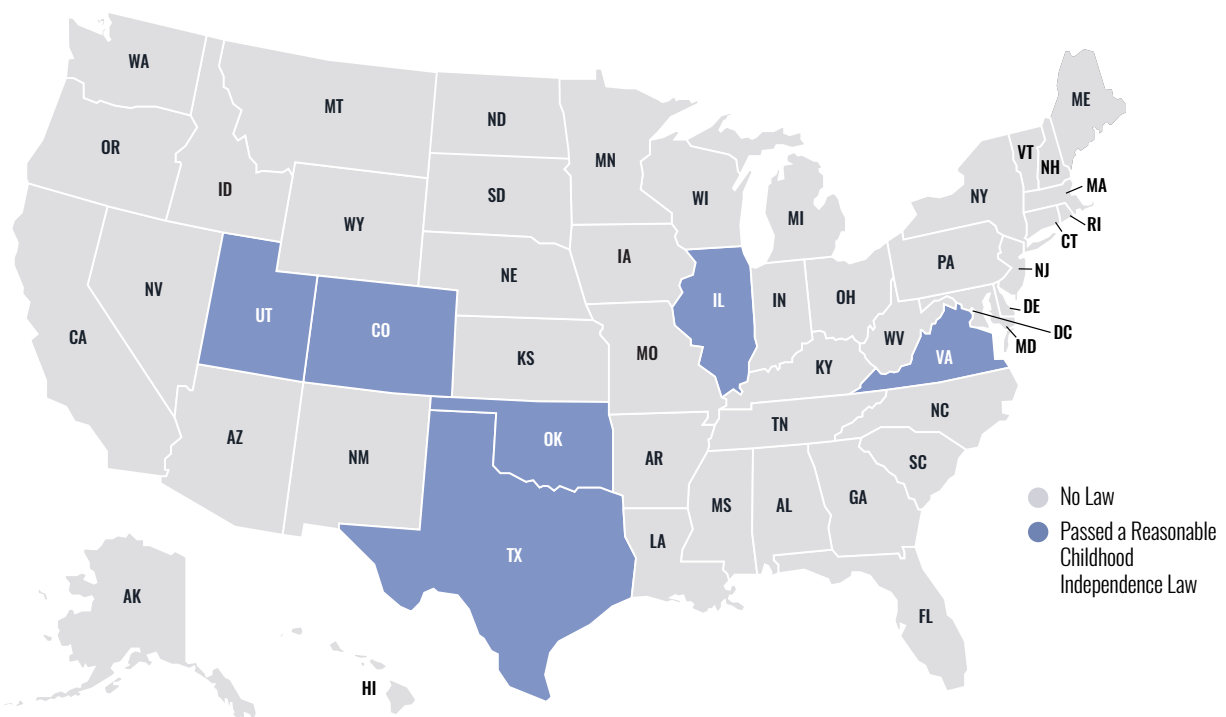 WA
MT
ND
MN
ME
OR
ID
SD
WI
MI
NY
VT
NH
MA
RI
CT
WY
IA
NE
PA
NJ
NV
UT
CO
IL
IN
OH
DE
DC
MD
CA
KS
MO
WV
VA
KY
AZ
NM
OK
AR
TN
NC
SC
MS
AL
GA
TX
LA
FL
AK
HI
No Law
Passed a Reasonable
Childhood
Independence Law